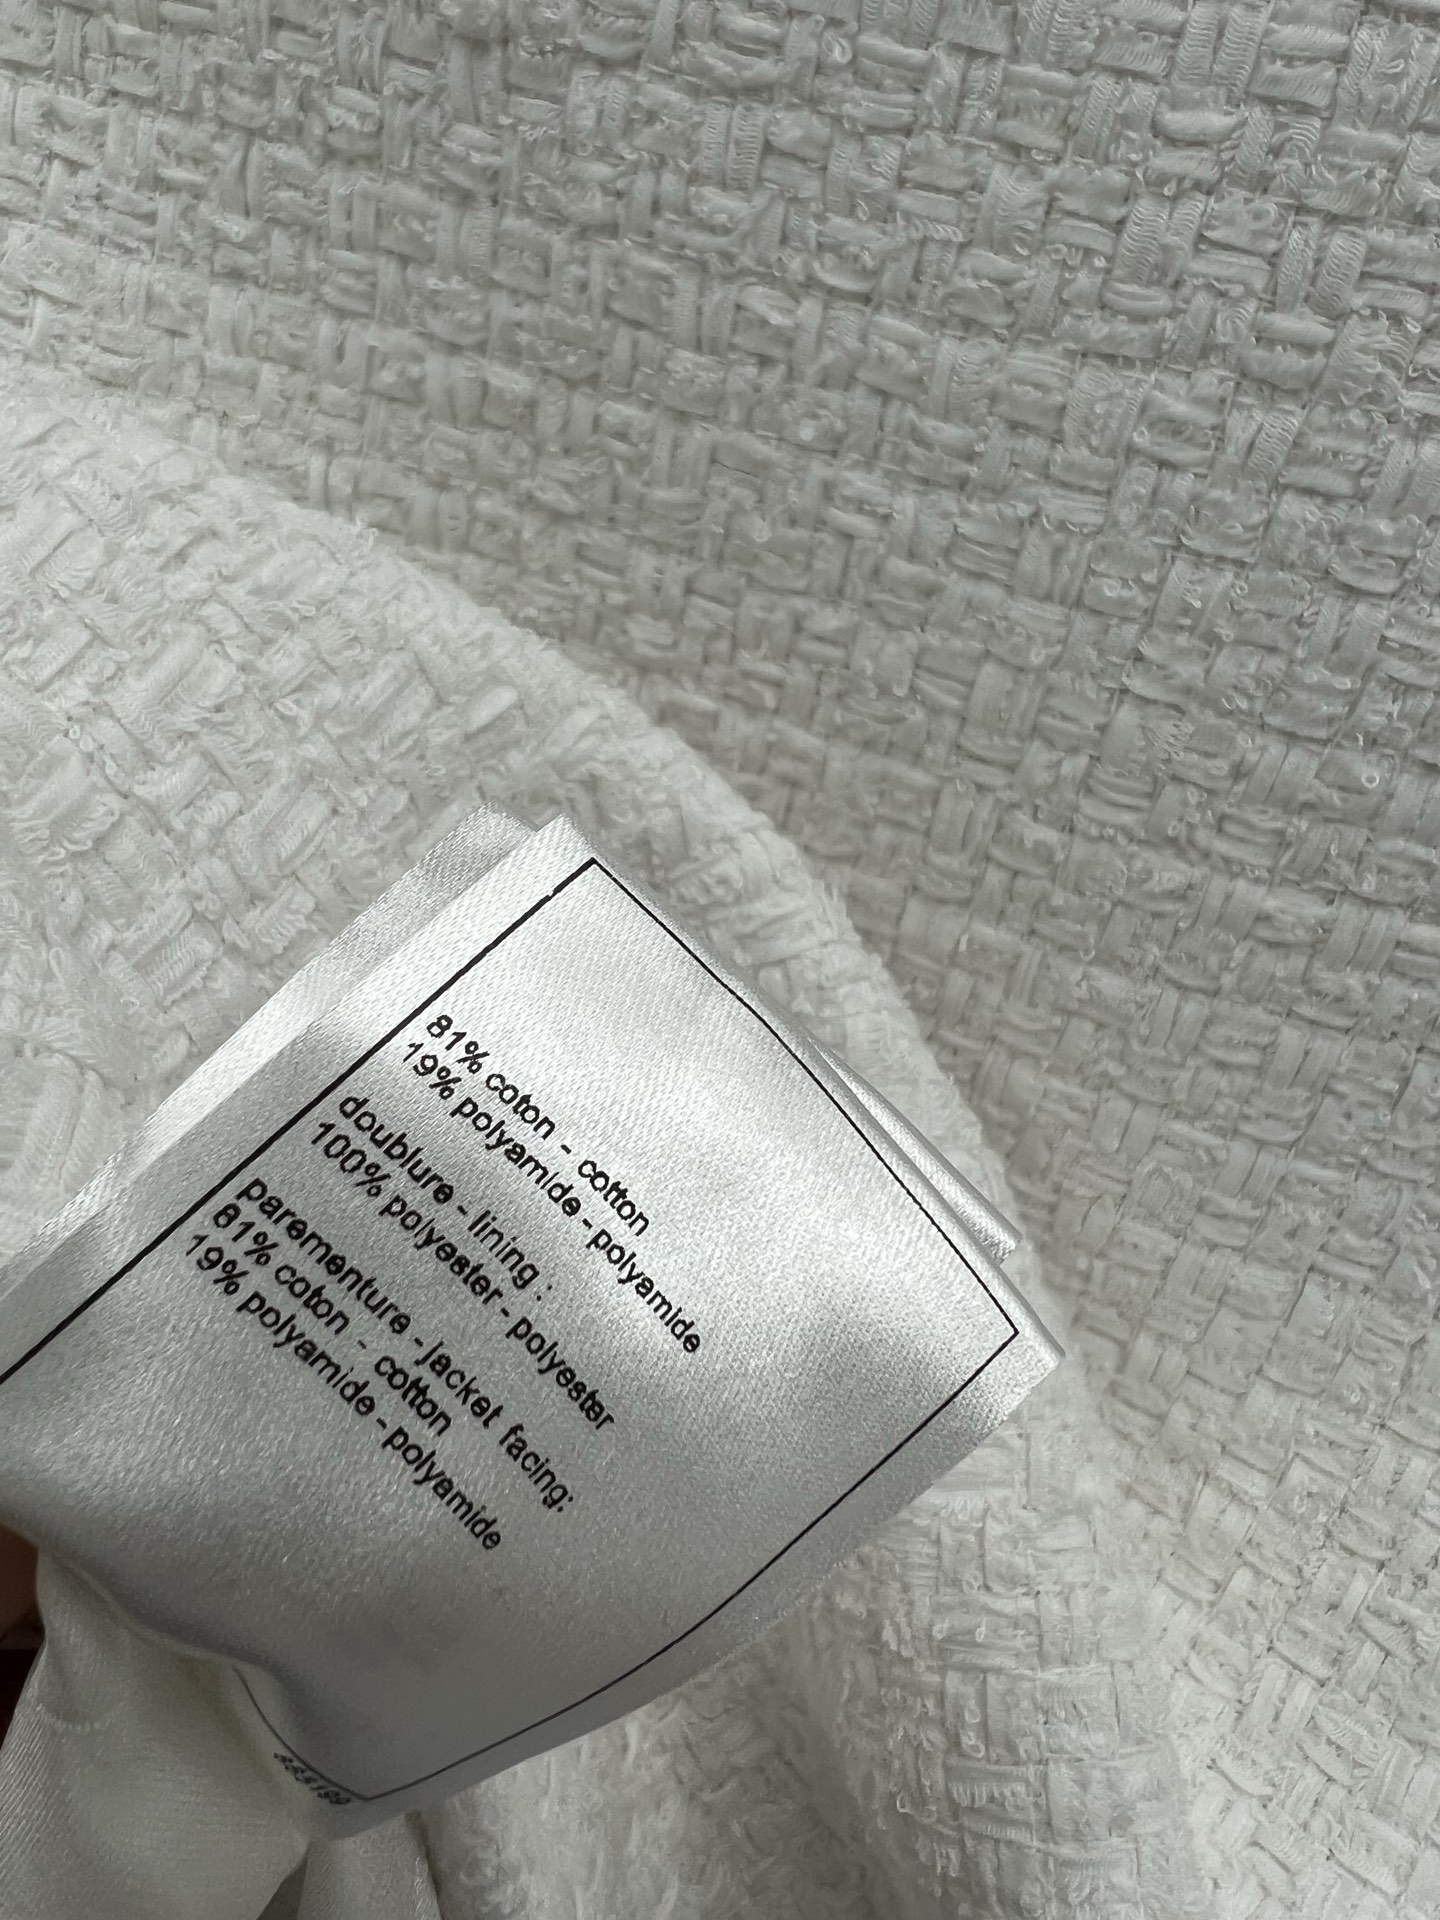 81% coton - cotton
19% polyamide - polyamide
doublure - lining :
100% polyester - polyester
parementure - jacket facing:
81% coton - cotton
19% polyamide - polyamide